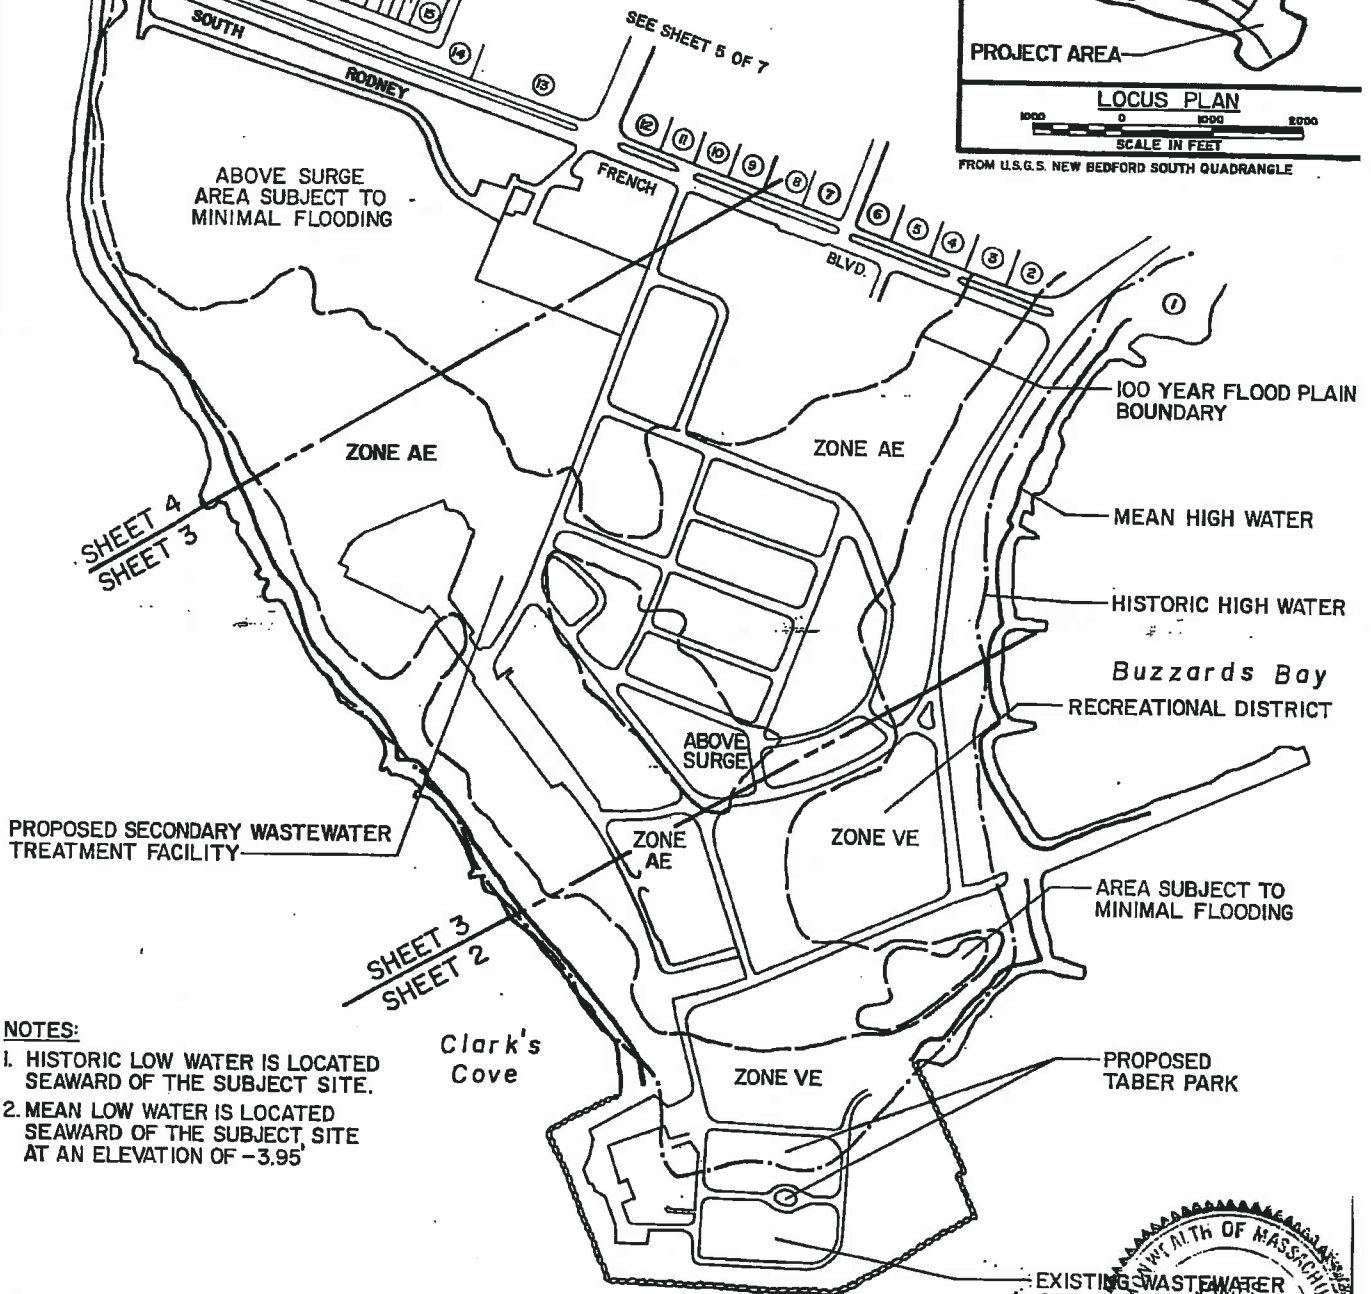 15
SOUTH
RODNEY
14
13
SEE SHEET 5 OF 7
PROJECT AREA
LOCUS PLAN
1000 0 1000 2000
SCALE IN FEET
FROM U.S.G.S. NEW BEDFORD SOUTH QUADRANGLE
12
11
10
9
8
7
6
5
4
3
2
1
FRENCH
BLVD.
ABOVE SURGE
AREA SUBJECT TO
MINIMAL FLOODING
100 YEAR FLOOD PLAIN
BOUNDARY
ZONE AE
ZONE AE
SHEET 4
SHEET 3
MEAN HIGH WATER
HISTORIC HIGH WATER
Buzzards Bay
RECREATIONAL DISTRICT
ABOVE
SURGE
PROPOSED SECONDARY WASTEWATER
TREATMENT FACILITY
ZONE
AE
ZONE VE
AREA SUBJECT TO
MINIMAL FLOODING
SHEET 3
SHEET 2
NOTES:
1. HISTORIC LOW WATER IS LOCATED
SEAWARD OF THE SUBJECT SITE.
2. MEAN LOW WATER IS LOCATED
SEAWARD OF THE SUBJECT SITE
AT AN ELEVATION OF -3.95'
Clark's
Cove
ZONE VE
PROPOSED
TABER PARK
EXISTING WASTEWATER
OF